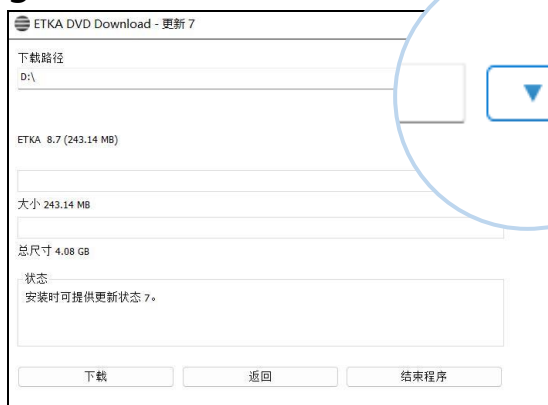 ETKA DVD Download - 更新 7
下载路径
D:\
ETKA 8.7 (243.14 MB)
大小 243.14 MB
总尺寸 4.08 GB
状态
安装时可提供更新状态 7。
下载 返回 结束程序